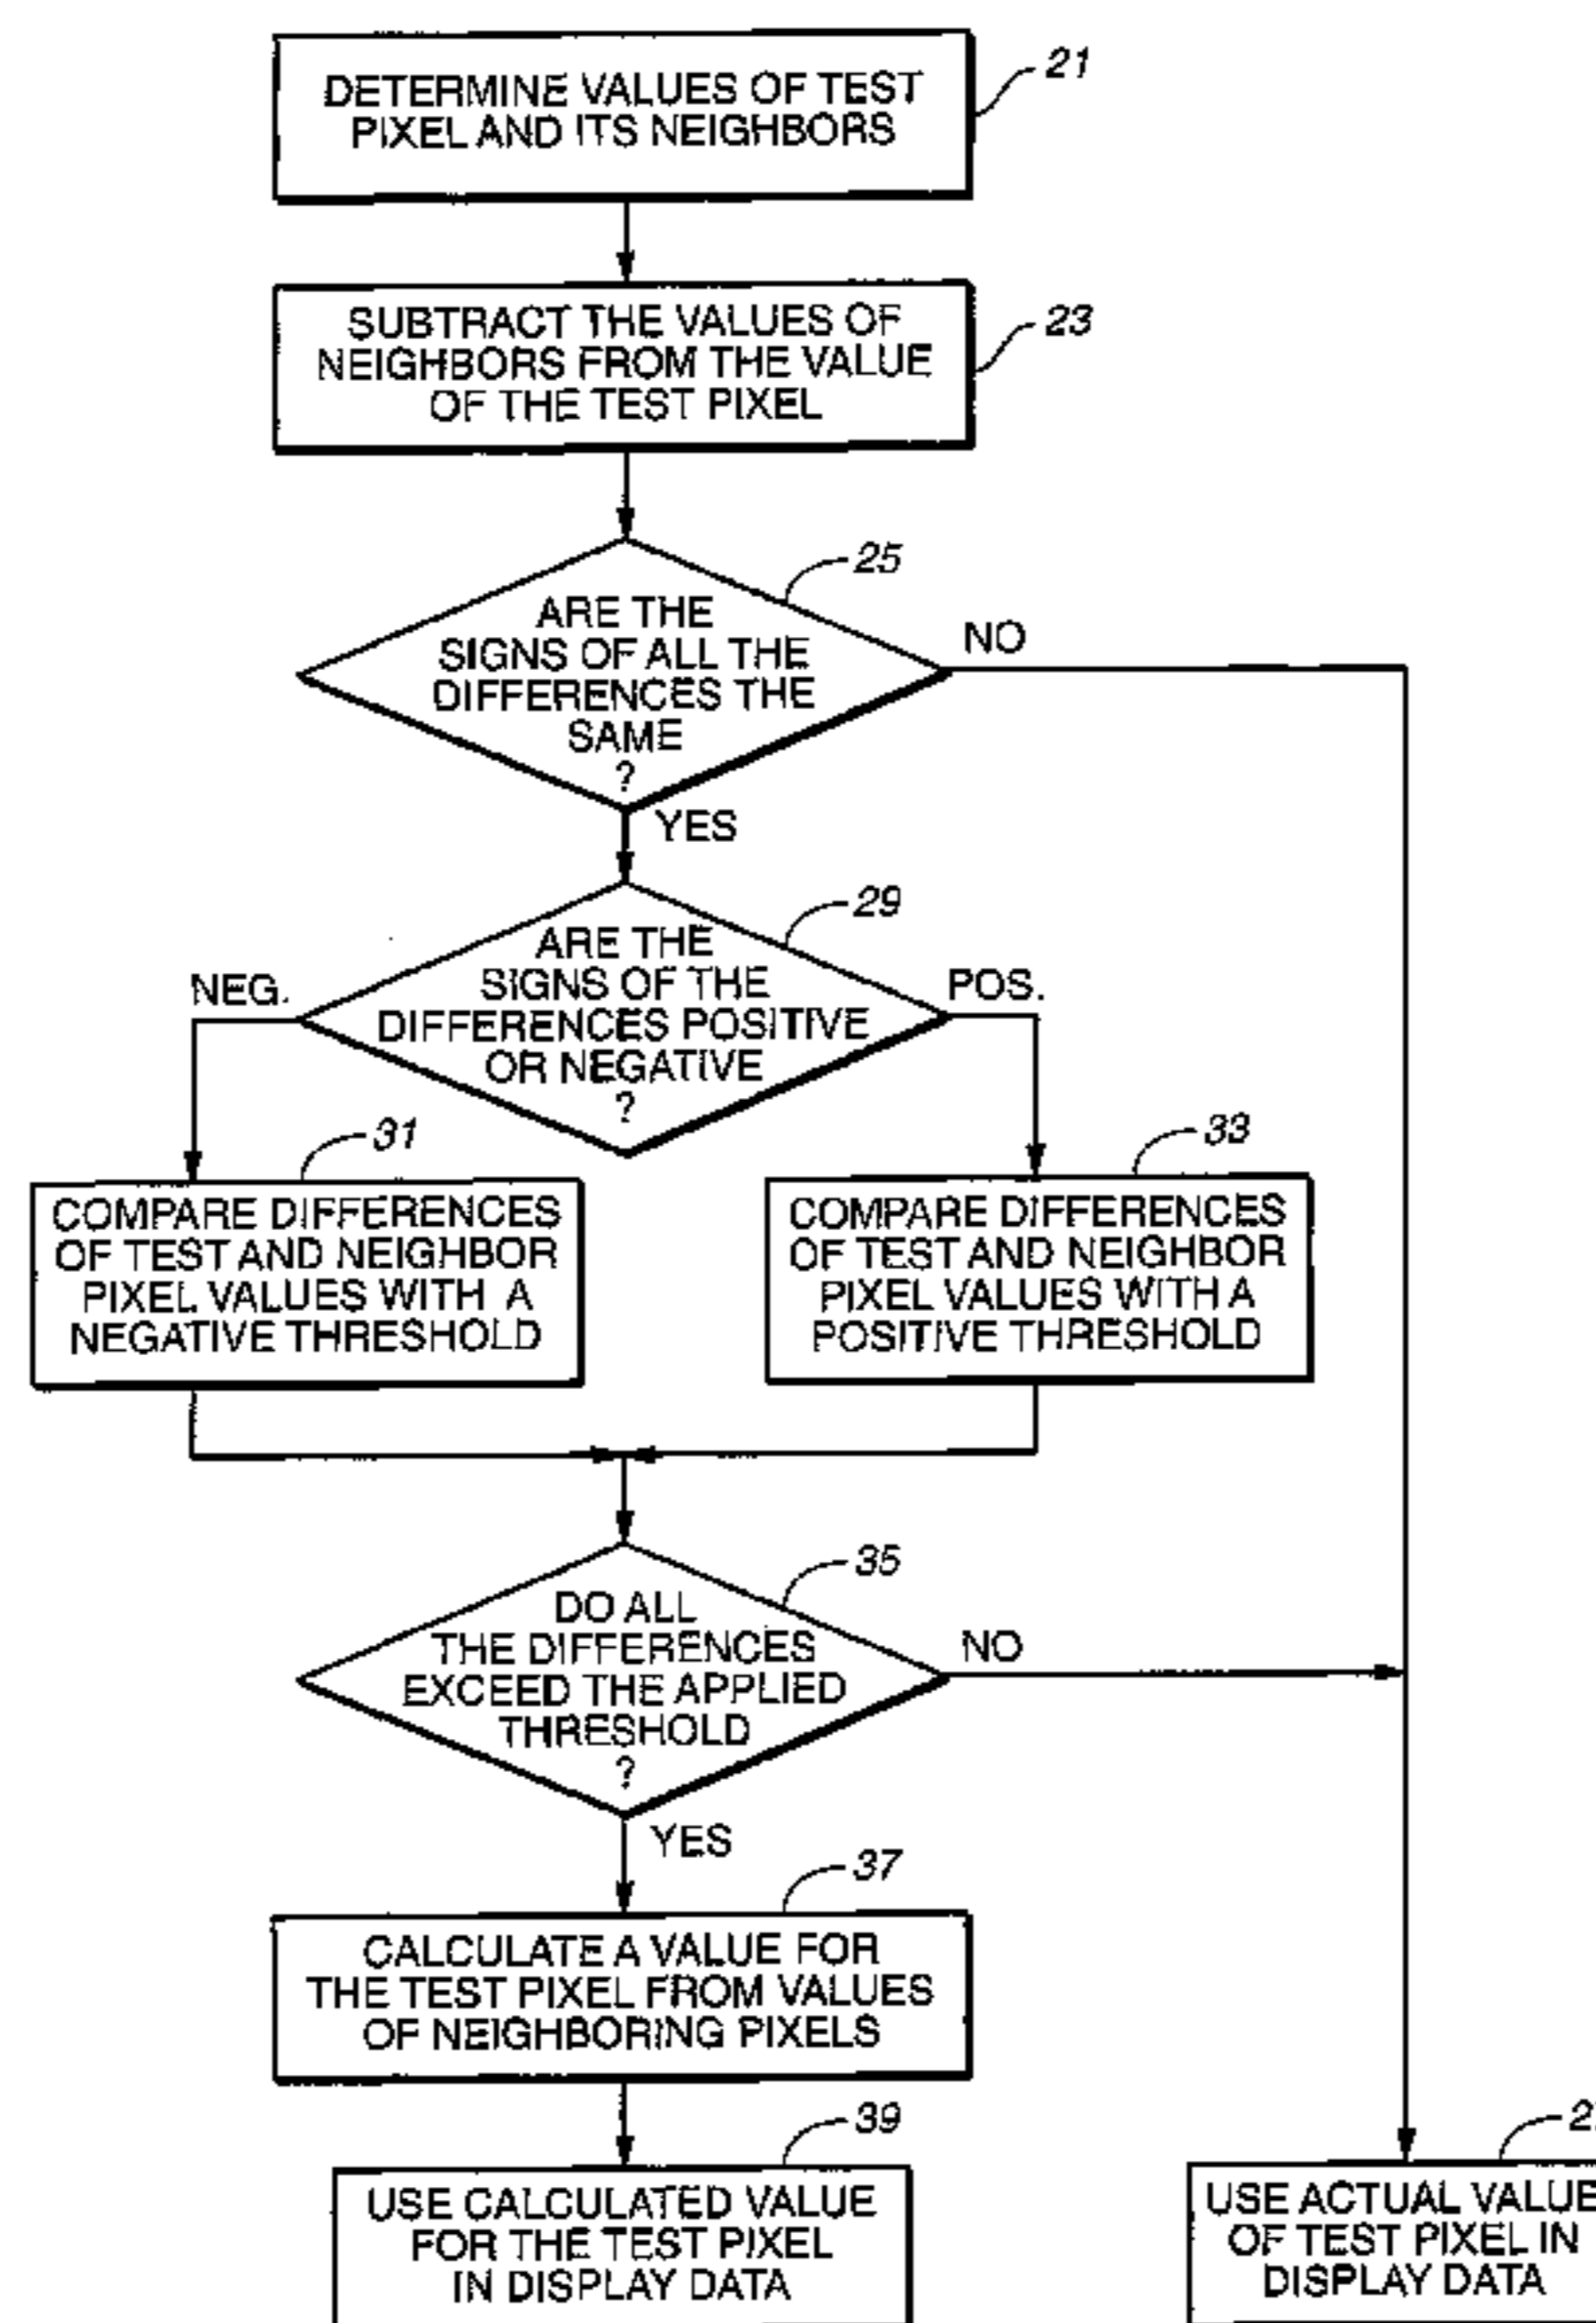 DETERMINE VALUES OF TEST
PIXEL AND ITS NEIGHBORS
21
SUBTRACT THE VALUES OF
NEIGHBORS FROM THE VALUE
OF THE TEST PIXEL
23
25
ARE THE
SIGNS OF ALL THE
DIFFERENCES THE
SAME
?
NO
YES
29
ARE THE
SIGNS OF THE
DIFFERENCES POSITIVE
OR NEGATIVE
?
NEG.
POS.
31
COMPARE DIFFERENCES
OF TEST AND NEIGHBOR
PIXEL VALUES WITH A
NEGATIVE THRESHOLD
33
COMPARE DIFFERENCES
OF TEST AND NEIGHBOR
PIXEL VALUES WITH A
POSITIVE THRESHOLD
35
DO ALL
THE DIFFERENCES
EXCEED THE APPLIED
THRESHOLD
?
NO
YES
37
CALCULATE A VALUE FOR
THE TEST PIXEL FROM VALUES
OF NEIGHBORING PIXELS
39
USE CALCULATED VALUE
FOR THE TEST PIXEL
IN DISPLAY DATA
USE ACTUAL VALUE
OF TEST PIXEL IN
DISPLAY DATA